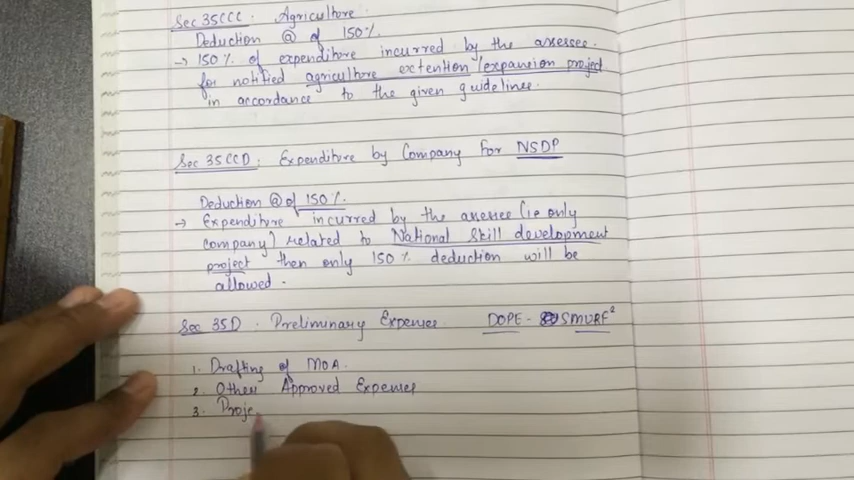 Sec 35CCC. Agriculture.
Deduction @ of 150%.
→ 150% of expenditure incurred by the assessee.
for notified agriculture extention / expansion project
in accordance to the given guidelines.
Sec 35CCD. Expenditure by Company for NSDP
Deduction @ of 150%.
→ Expenditure incurred by the assessee (ie only
company) related to National skill development
project then only 150% deduction will be
allowed.
Sec 35D. Preliminary Expenses DOPE - SMURF²
1. Drafting of MOA.
2. Other Approved Expenses
3. Proje